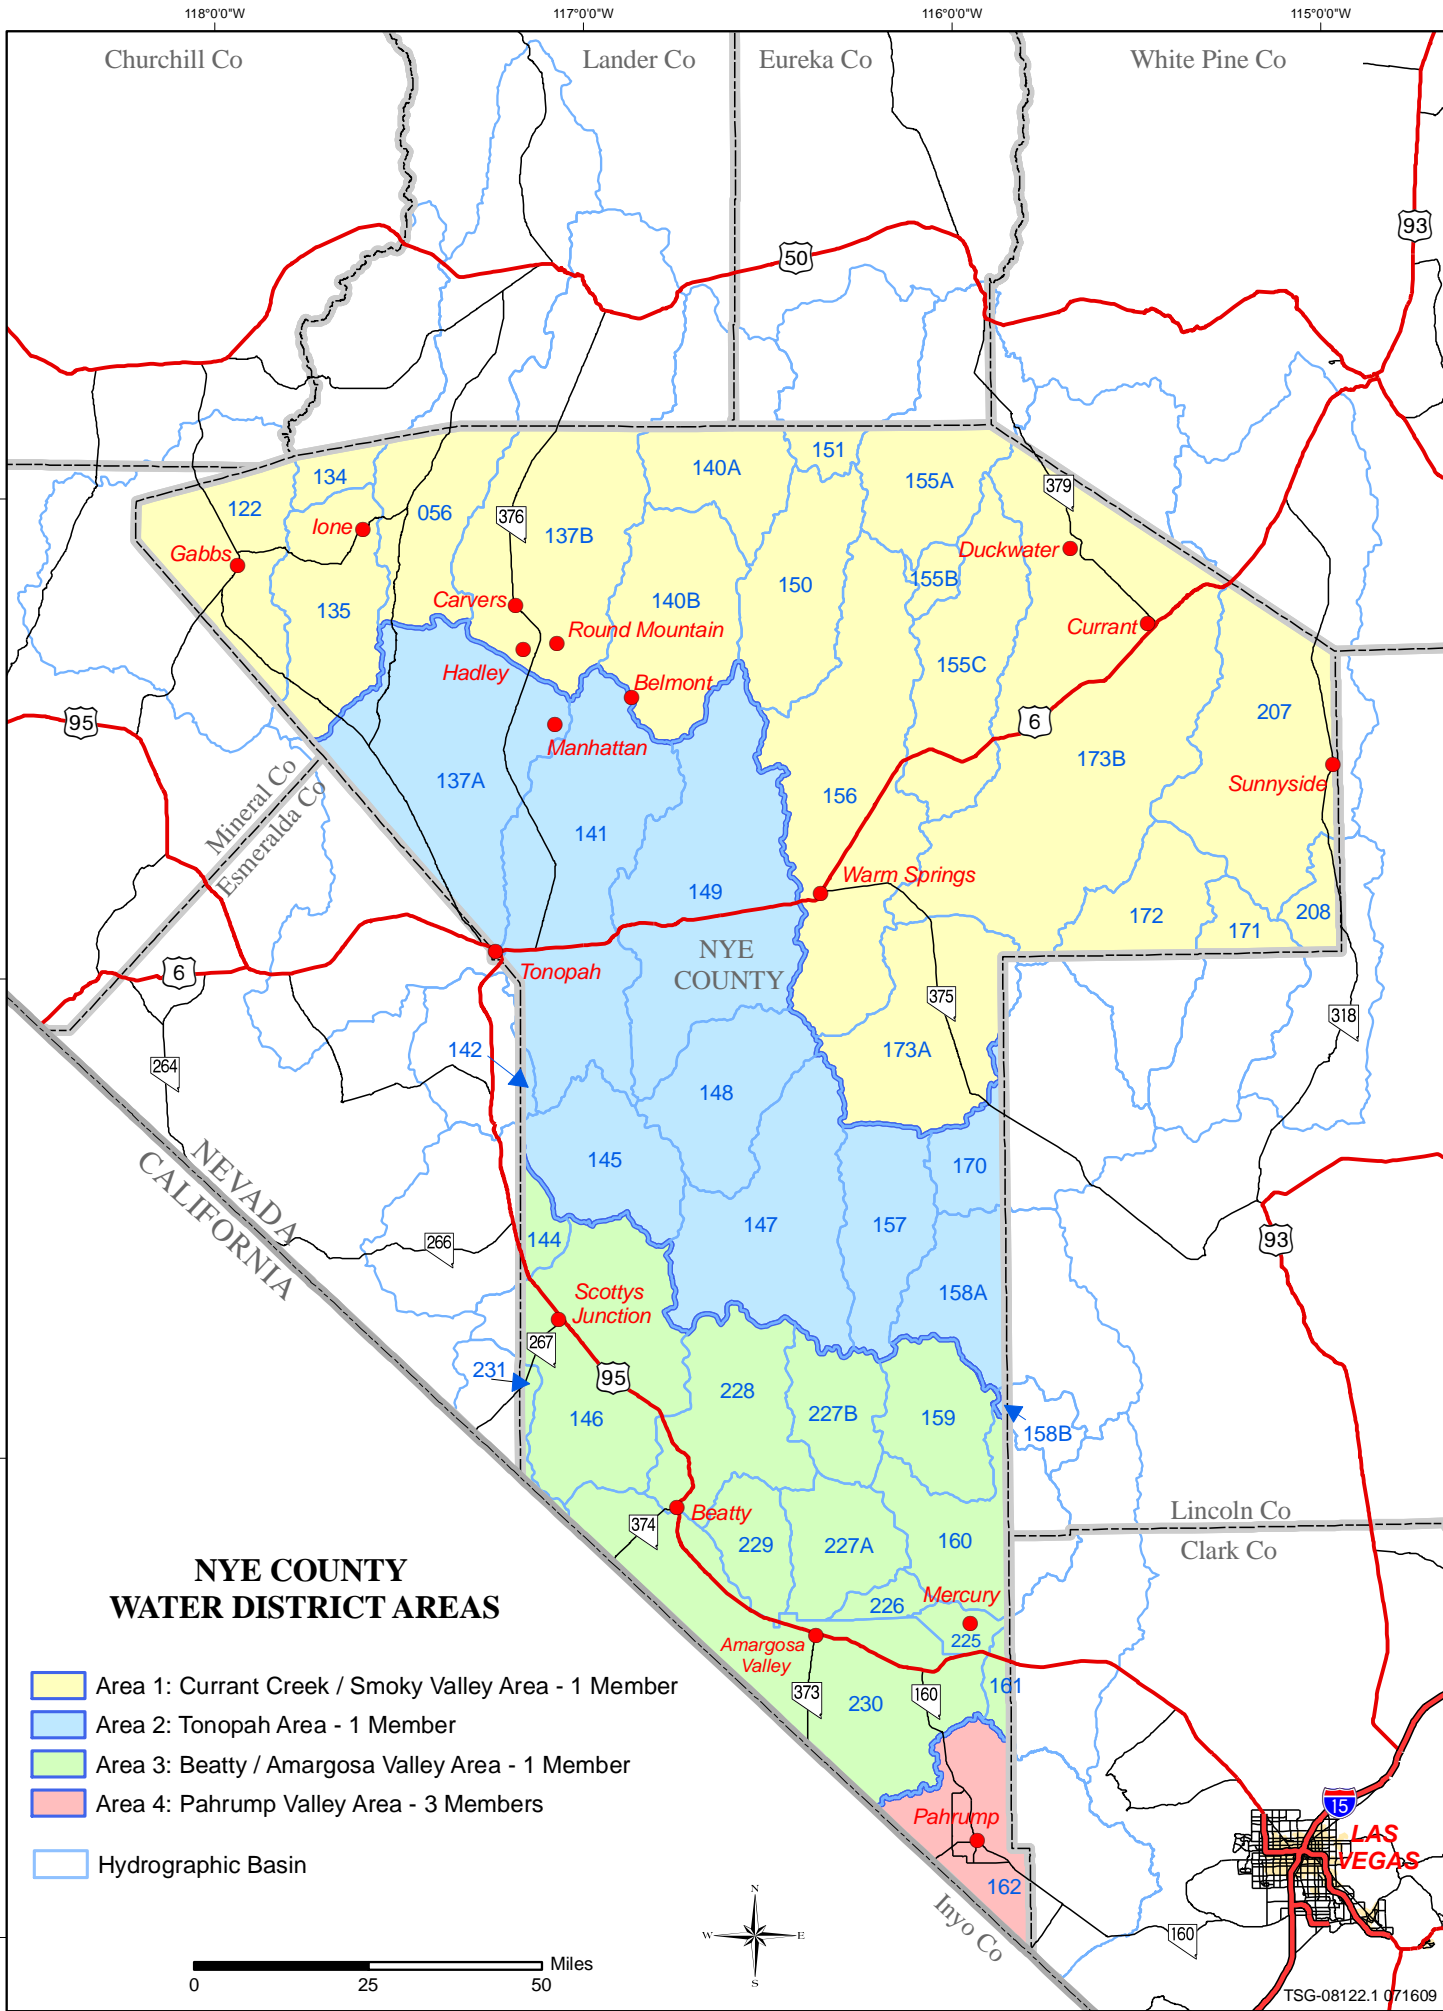 118°0'0"W
117°0'0"W
116°0'0"W
115°0'0"W
Churchill Co
Lander Co
Eureka Co
White Pine Co
93
50
151
140A
134
155A
379
122
056
376
Ione
137B
Duckwater
Gabbs
155B
150
Carvers
140B
135
Round Mountain
Currant
155C
Hadley
Belmont
207
95
6
Manhattan
173B
137A
Sunnyside
156
Mineral Co
Esmeralda Co
141
Warm Springs
149
208
172
171
NYE
COUNTY
6
Tonopah
375
318
142
173A
264
148
145
170
NEVADA
CALIFORNIA
147
157
144
266
93
Scottys
Junction
158A
267
231
95
228
227B
159
146
158B
Beatty
Lincoln Co
374
229
227A
160
Clark Co
NYE COUNTY
WATER DISTRICT AREAS
Mercury
226
225
Amargosa
Valley
161
373
230
160
Area 1: Currant Creek / Smoky Valley Area - 1 Member
Area 2: Tonopah Area - 1 Member
Area 3: Beatty / Amargosa Valley Area - 1 Member
Area 4: Pahrump Valley Area - 3 Members
Hydrographic Basin
Pahrump
162
15
LAS
VEGAS
Inyo Co
160
N
W
E
S
Miles
0
25
50
TSG-08122.1 071609